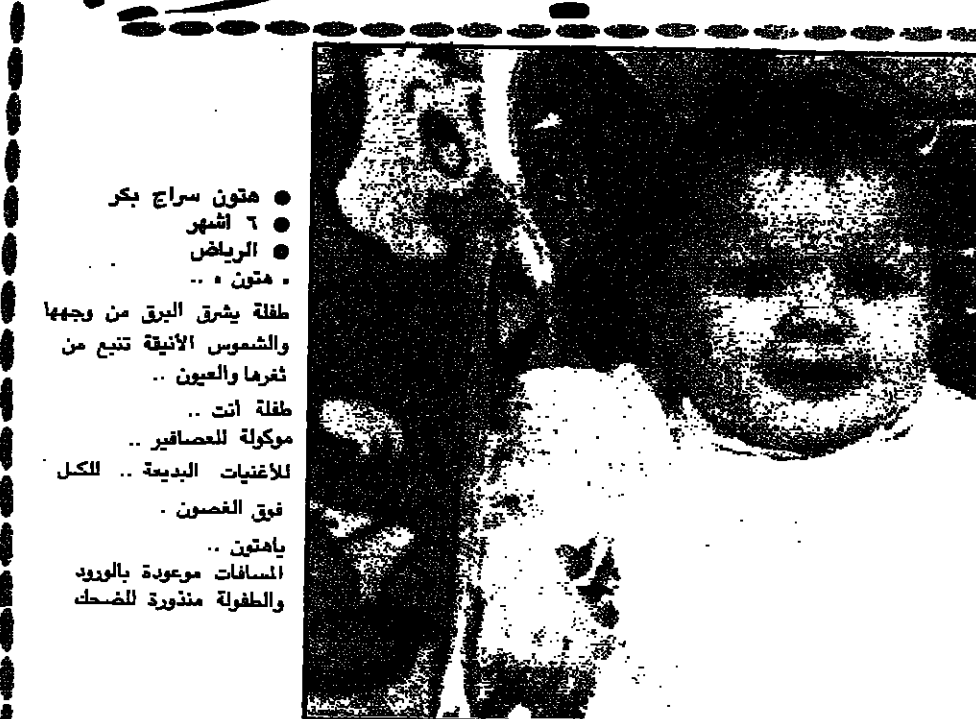 ● هتون سراج بكر
● ٦ أشهر
● الرياض
« هتون » ..
طفلة يشرق البرق من وجهها
والشموس الأنيقة تنبع من
ثغرها والعيون ..
طفلة أنت ..
موكولة للعصافير ..
للأغنيات البديعة .. للكل
فوق الغصون .
ياهتون ..
المسافات موعودة بالورود
والطفولة منذورة للضحك